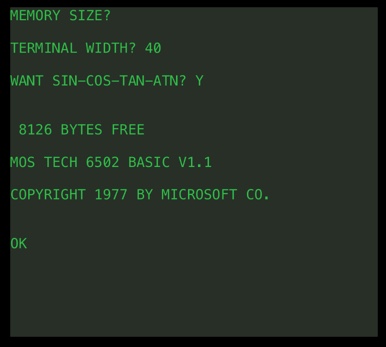 MEMORY SIZE?
TERMINAL WIDTH? 40
WANT SIN-COS-TAN-ATN? Y
8126 BYTES FREE
MOS TECH 6502 BASIC V1.1
COPYRIGHT 1977 BY MICROSOFT CO.
OK